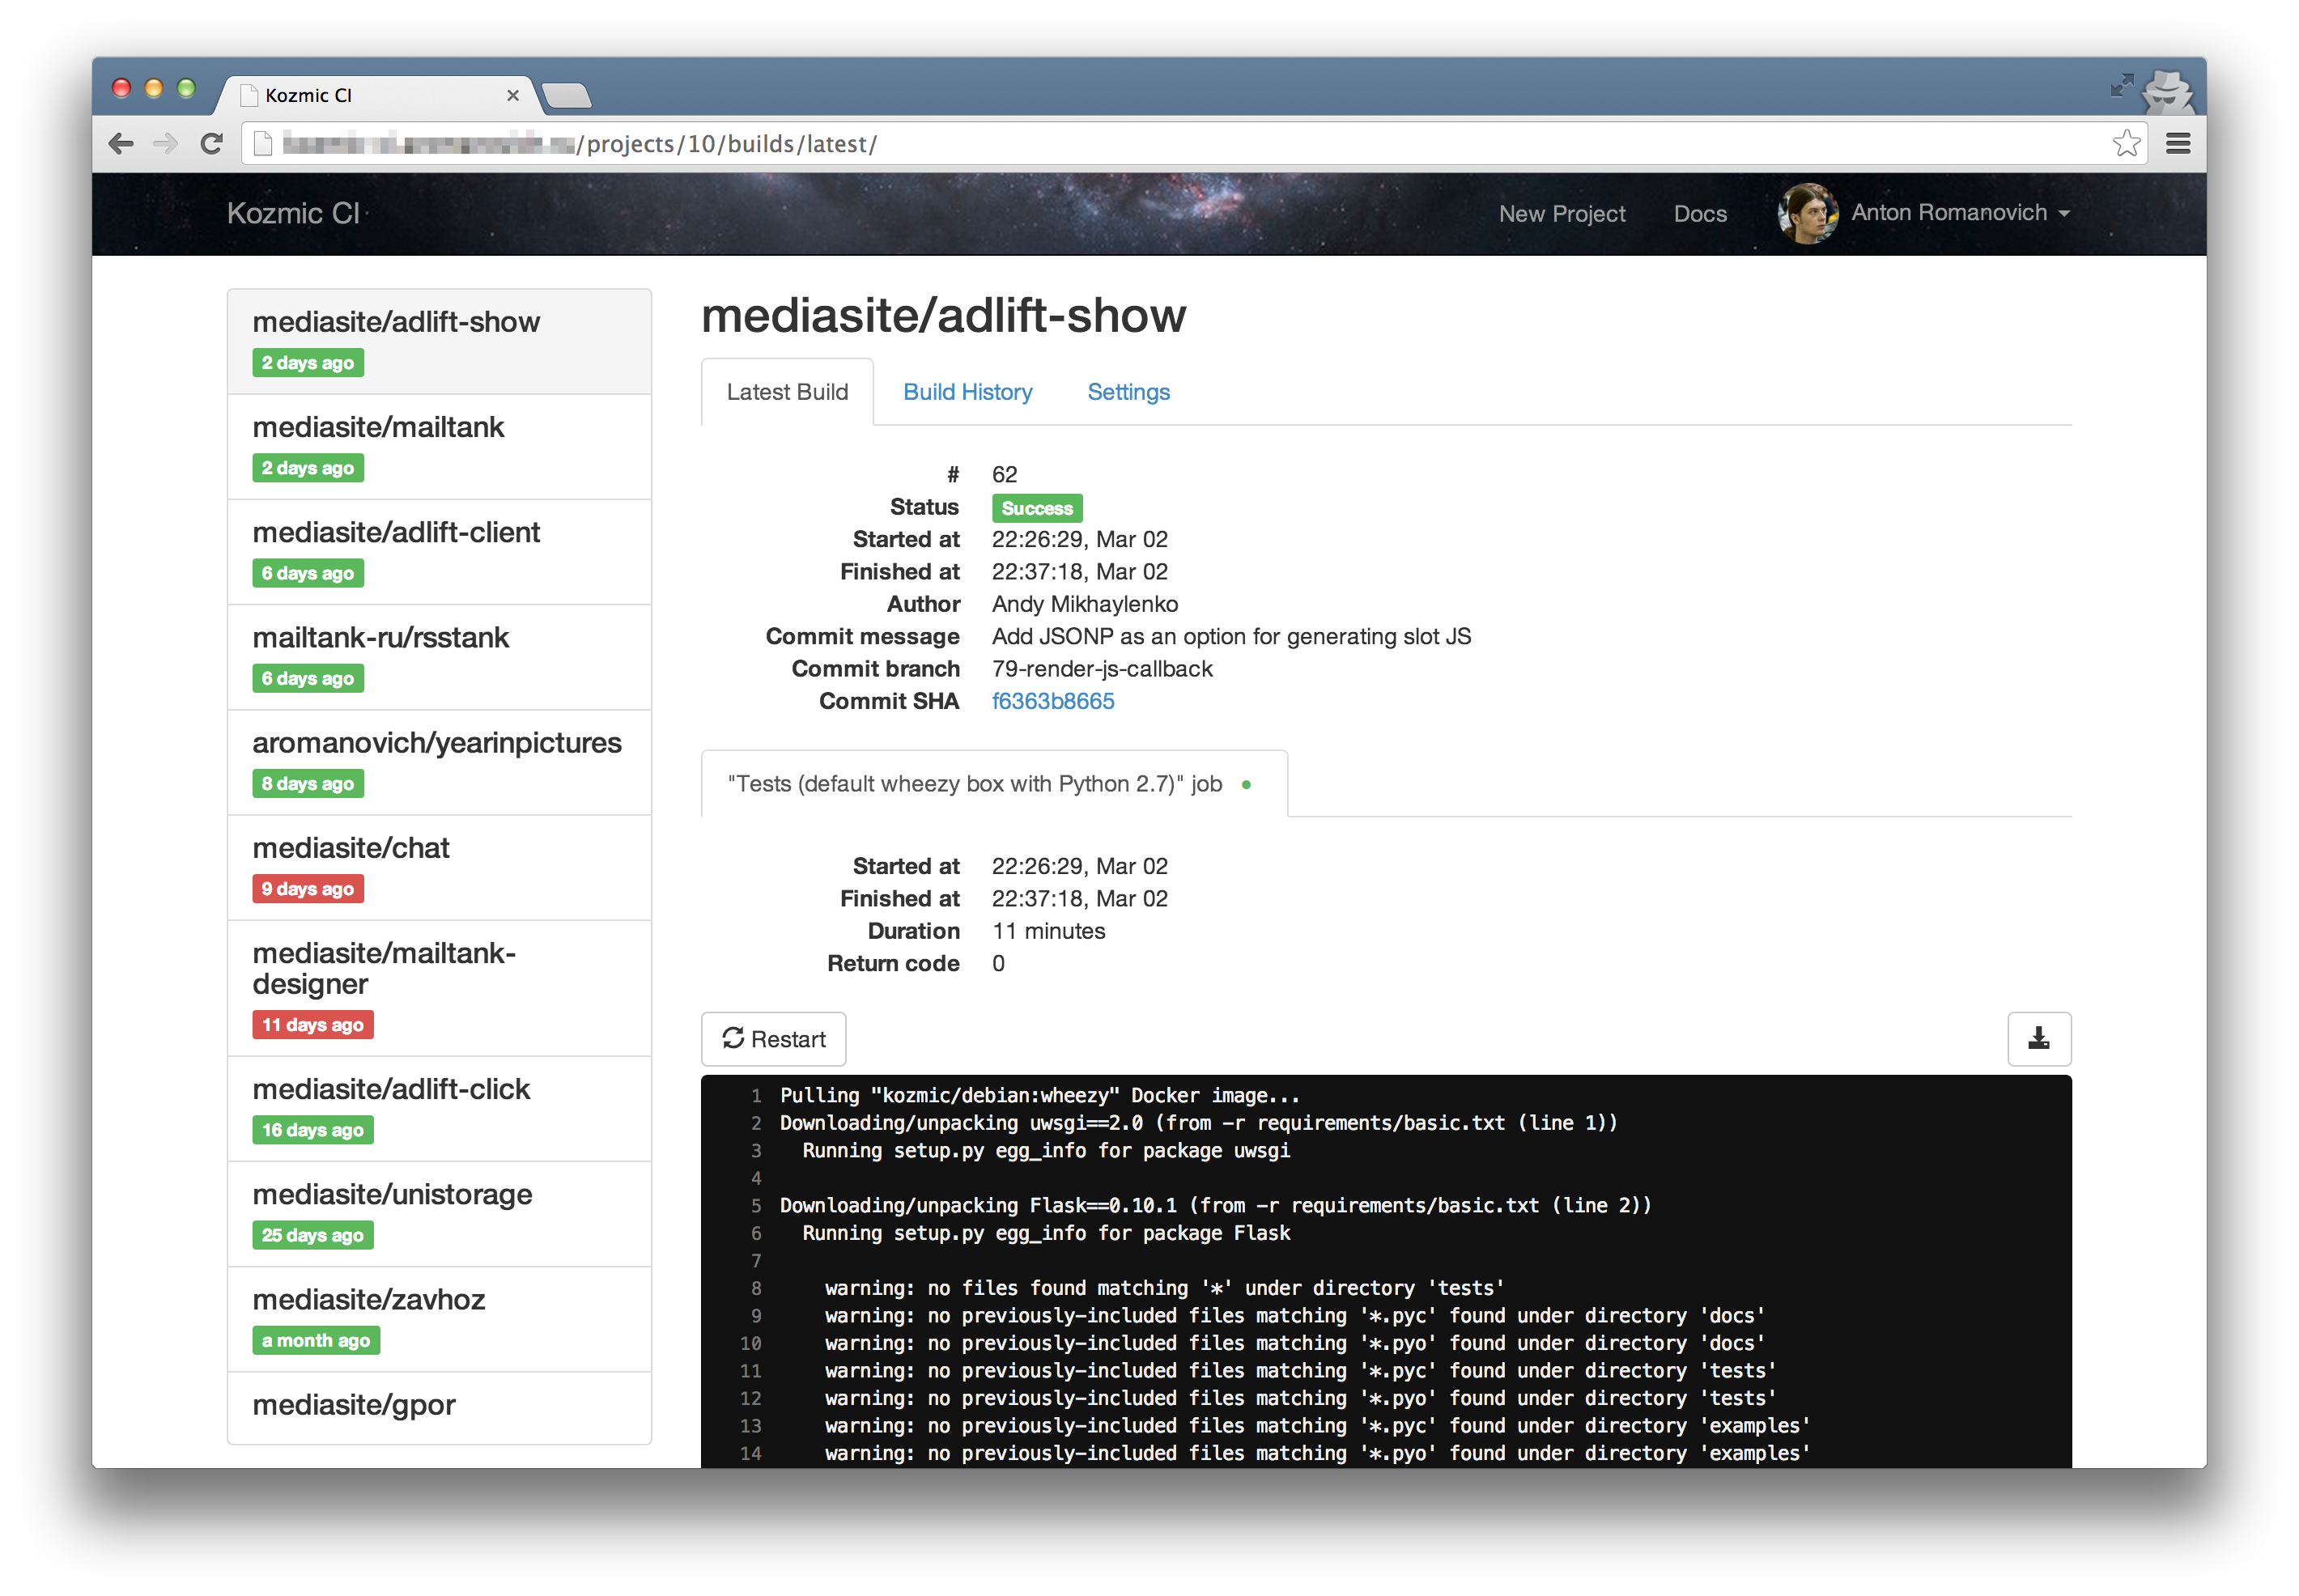 Kozmic CI
/projects/10/builds/latest/
Kozmic CI
New Project
Docs
Anton Romanovich
mediasite/adlift-show
2 days ago
mediasite/mailtank
2 days ago
mediasite/adlift-client
6 days ago
mailtank-ru/rsstank
6 days ago
aromanovich/yearinpictures
8 days ago
mediasite/chat
9 days ago
mediasite/mailtank-
designer
11 days ago
mediasite/adlift-click
16 days ago
mediasite/unistorage
25 days ago
mediasite/zavhoz
a month ago
mediasite/gpor
mediasite/adlift-show
Latest Build
Build History
Settings
# 62
Status Success
Started at 22:26:29, Mar 02
Finished at 22:37:18, Mar 02
Author Andy Mikhaylenko
Commit message Add JSONP as an option for generating slot JS
Commit branch 79-render-js-callback
Commit SHA f6363b8665
"Tests (default wheezy box with Python 2.7)" job
Started at 22:26:29, Mar 02
Finished at 22:37:18, Mar 02
Duration 11 minutes
Return code 0
Restart
1 Pulling "kozmic/debian:wheezy" Docker image...
2 Downloading/unpacking uwsgi==2.0 (from -r requirements/basic.txt (line 1))
3 Running setup.py egg_info for package uwsgi
4
5 Downloading/unpacking Flask==0.10.1 (from -r requirements/basic.txt (line 2))
6 Running setup.py egg_info for package Flask
7
8 warning: no files found matching '*' under directory 'tests'
9 warning: no previously-included files matching '*.pyc' found under directory 'docs'
10 warning: no previously-included files matching '*.pyo' found under directory 'docs'
11 warning: no previously-included files matching '*.pyc' found under directory 'tests'
12 warning: no previously-included files matching '*.pyo' found under directory 'tests'
13 warning: no previously-included files matching '*.pyc' found under directory 'examples'
14 warning: no previously-included files matching '*.pyo' found under directory 'examples'